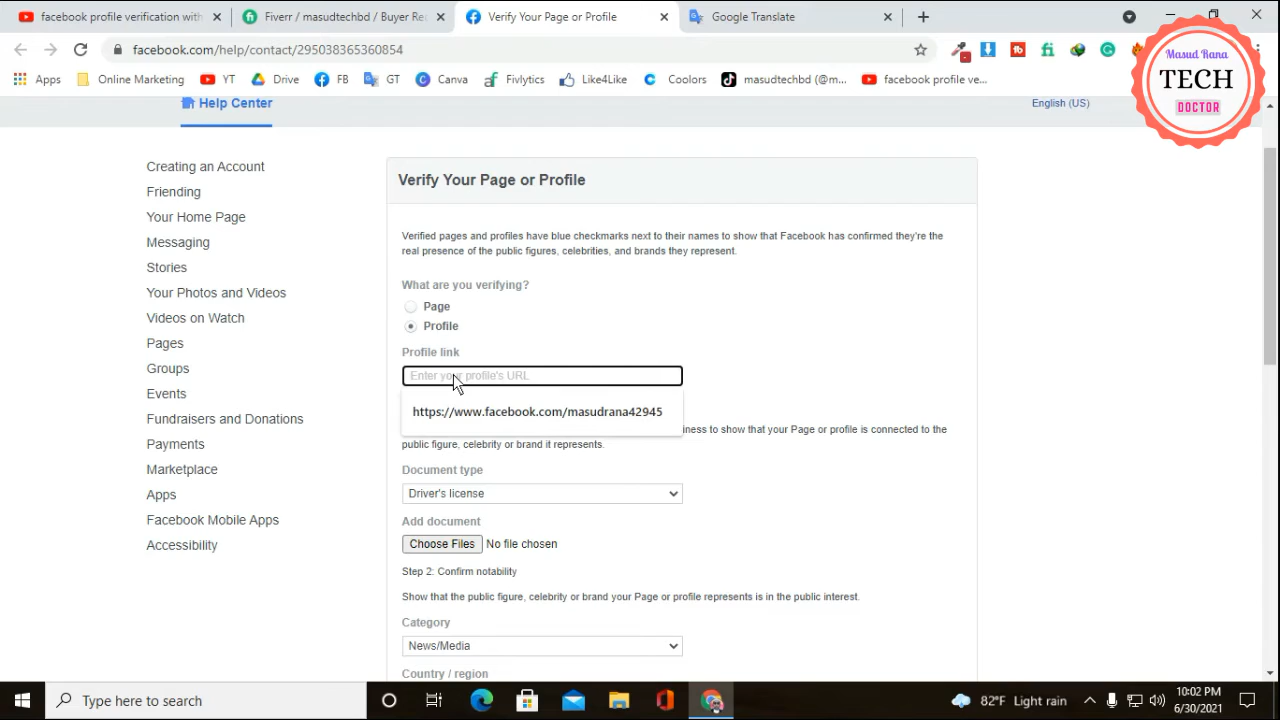 facebook profile verification with
Fiverr / masudtechbd / Buyer Re
Verify Your Page or Profile
Google Translate
facebook.com/help/contact/295038365360854
Apps
Online Marketing
YT
Drive
FB
GT
Canva
Fivlytics
Like4Like
Coolors
masudtechbd (@m...
facebook profile ve...
Masud Rana
TECH
DOCTOR
Help Center
English (US)
Creating an Account
Friending
Your Home Page
Messaging
Stories
Your Photos and Videos
Videos on Watch
Pages
Groups
Events
Fundraisers and Donations
Payments
Marketplace
Apps
Facebook Mobile Apps
Accessibility
Verify Your Page or Profile
Verified pages and profiles have blue checkmarks next to their names to show that Facebook has confirmed they're the
real presence of the public figures, celebrities, and brands they represent.
What are you verifying?
Page
Profile
Profile link
Enter your profile's URL
https://www.facebook.com/masudrana42945
iness to show that your Page or profile is connected to the
public figure, celebrity or brand it represents.
Document type
Driver's license
Add document
Choose Files No file chosen
Step 2: Confirm notability
Show that the public figure, celebrity or brand your Page or profile represents is in the public interest.
Category
News/Media
Country / region
Type here to search
82°F Light rain
10:02 PM
6/30/2021